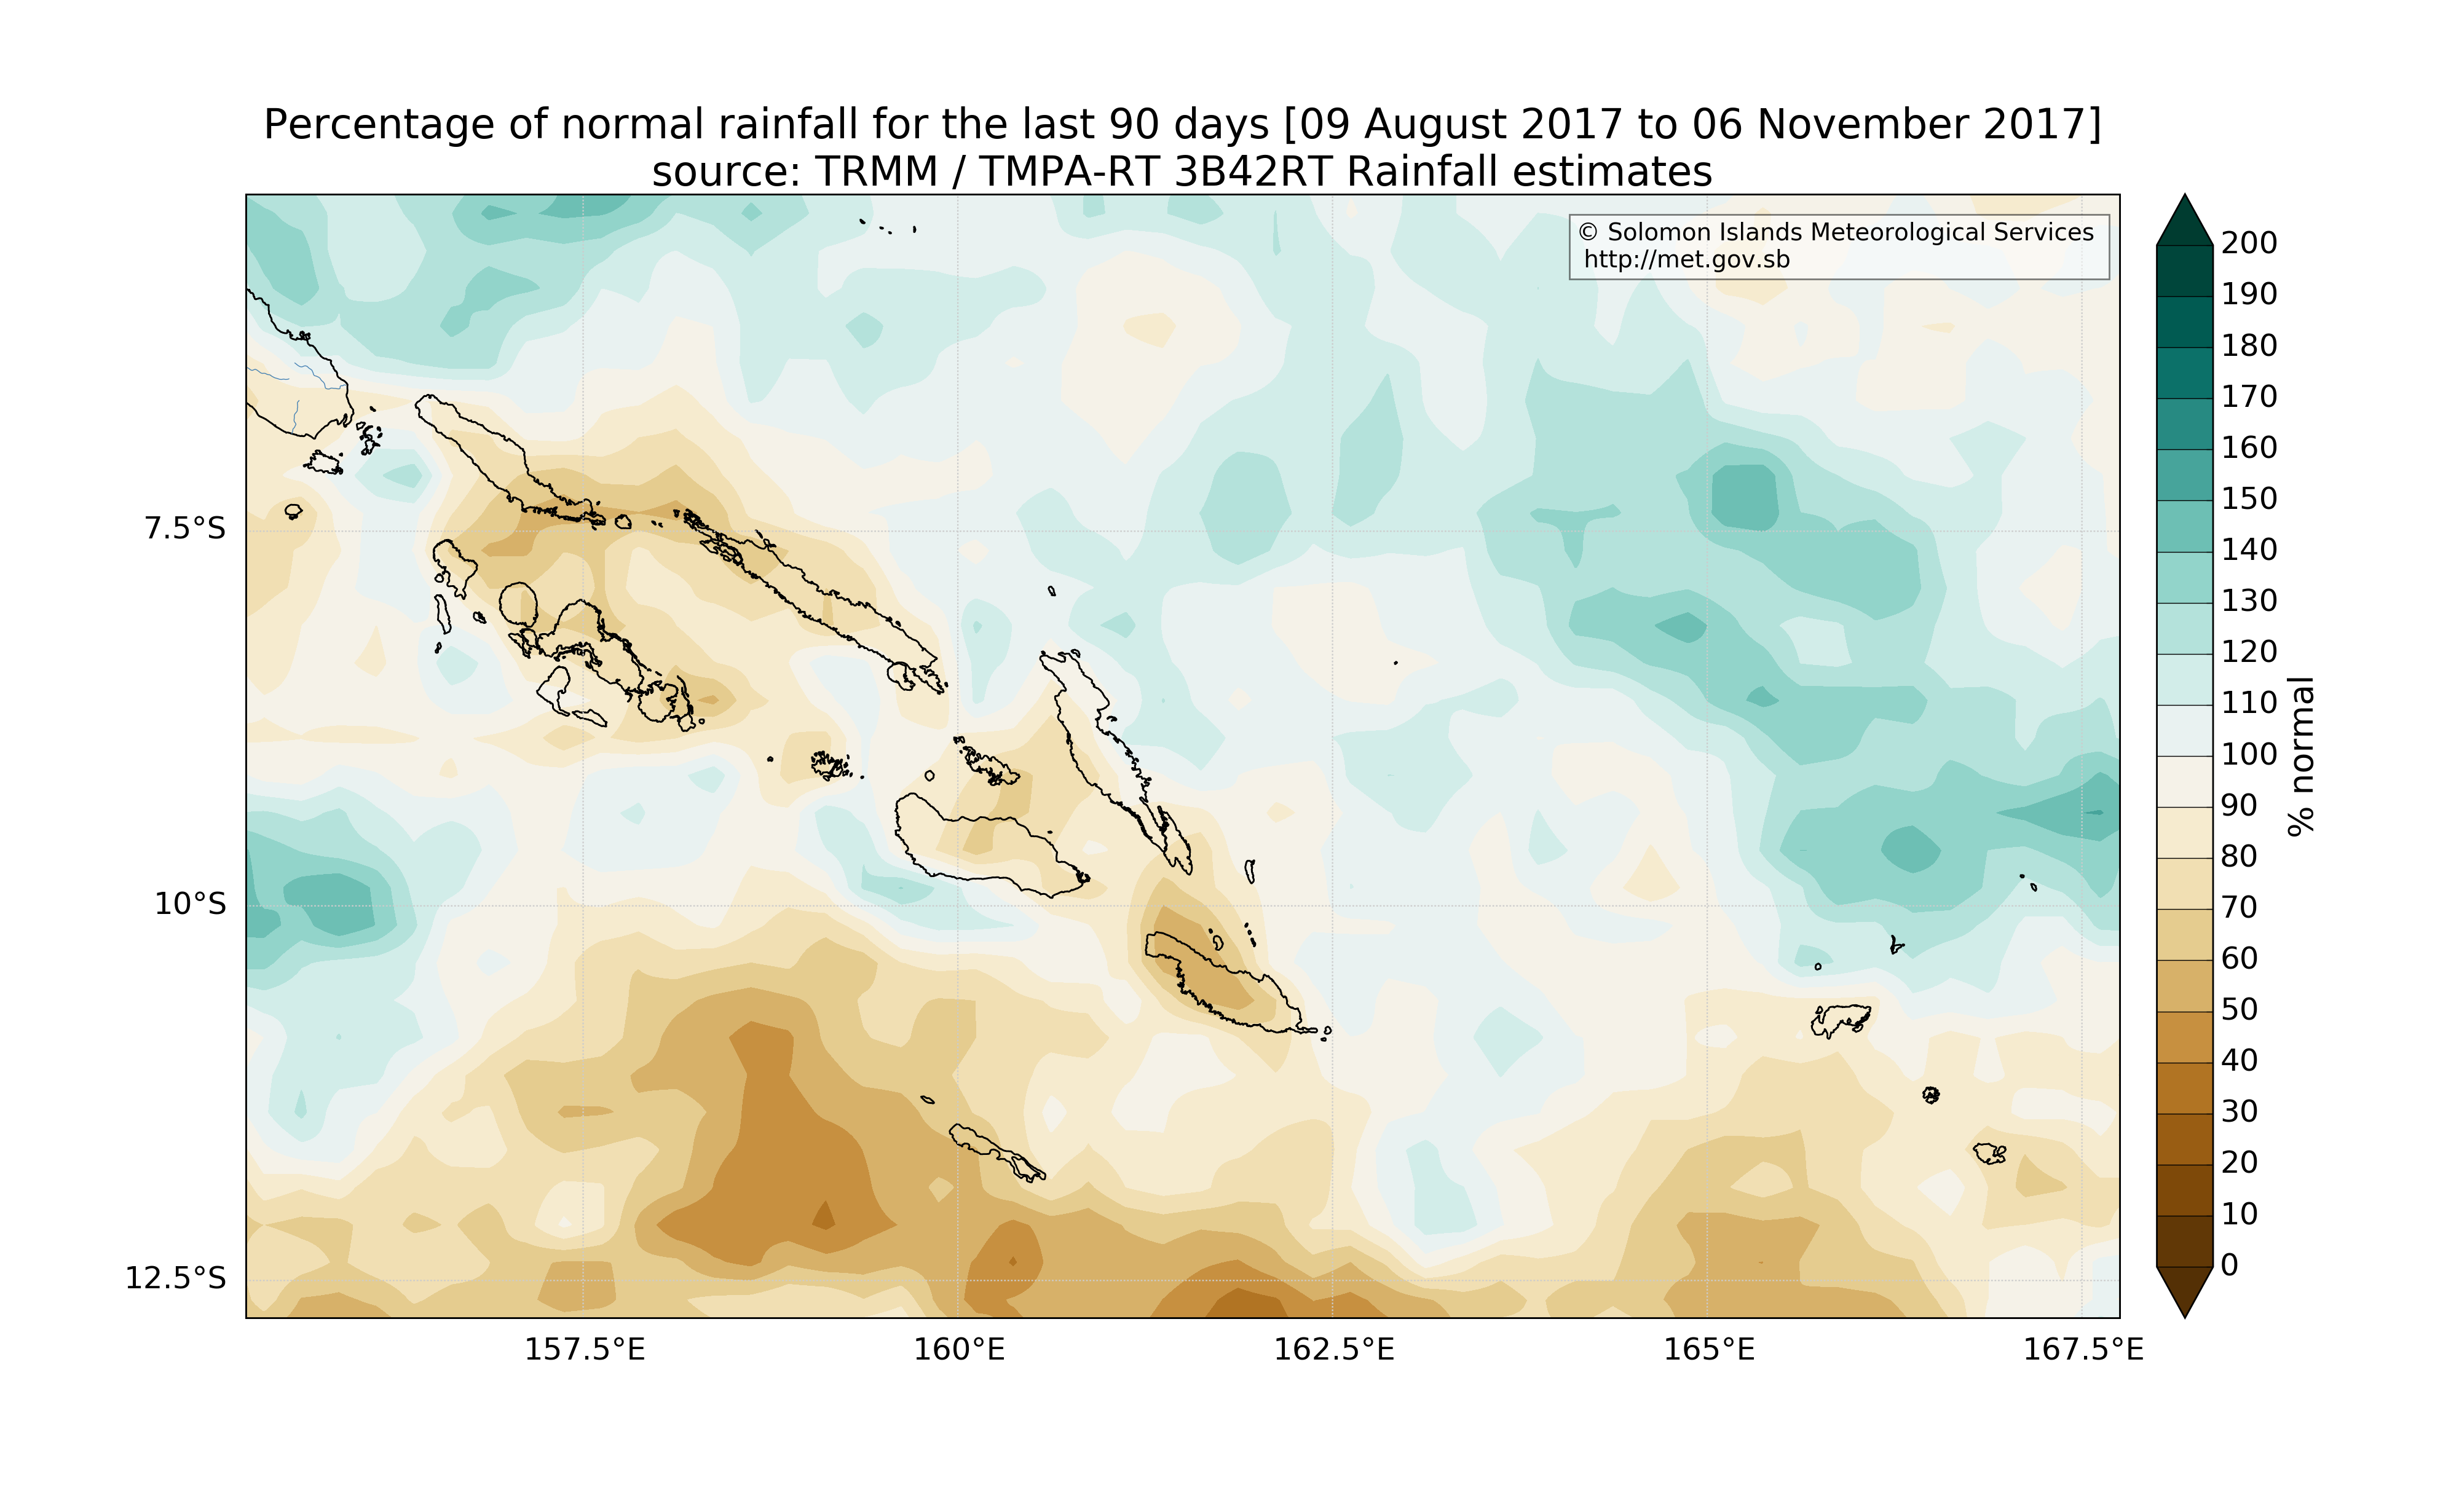 Percentage of normal rainfall for the last 90 days [09 August 2017 to 06 November 2017]
source: TRMM / TMPA-RT 3B42RT Rainfall estimates
© Solomon Islands Meteorological Services
http://met.gov.sb
7.5°S
10°S
12.5°S
157.5°E
160°E
162.5°E
165°E
167.5°E
200
190
180
170
160
150
140
130
120
110
100
90
80
70
60
50
40
30
20
10
0
% normal